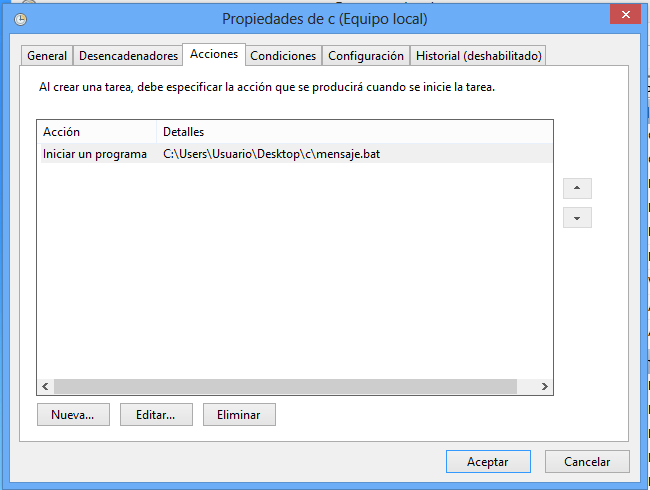 Propiedades de c (Equipo local)
General Desencadenadores Acciones Condiciones Configuración Historial (deshabilitado)
Al crear una tarea, debe especificar la acción que se producirá cuando se inicie la tarea.
Acción Detalles
Iniciar un programa C:\Users\Usuario\Desktop\c\mensaje.bat
Nueva... Editar... Eliminar
Aceptar Cancelar